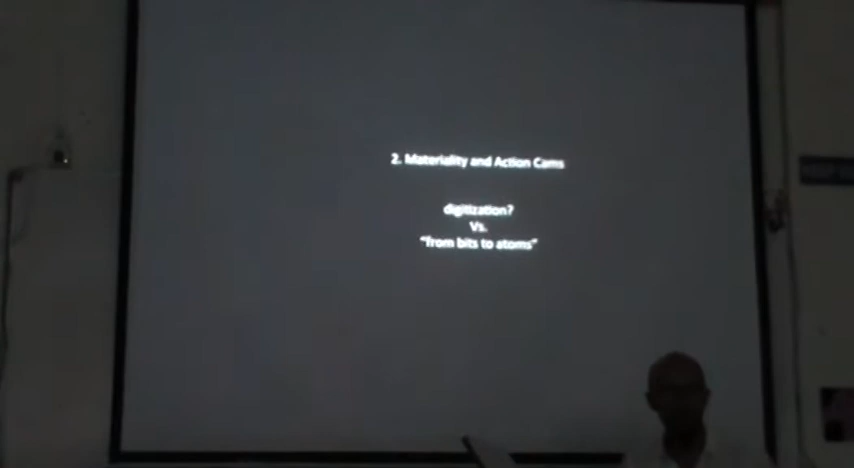 2. Materiality and Action Cams
digitization?
Vs.
"from bits to atoms"